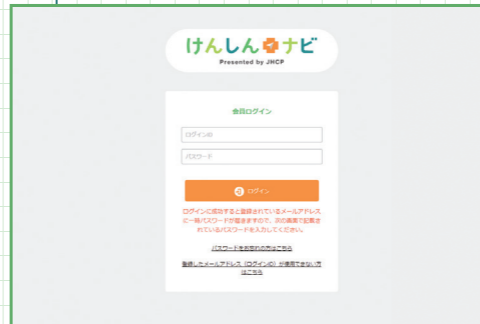 けんしんナビ
Presented by JHCP
会員ログイン
ログインID
パスワード
ログイン
ログインに成功すると登録されているメールアドレス
に一時パスワードが届きますので、次の画面で記載さ
れているパスワードを入力してください。
パスワードをお忘れの方はこちら
登録したメールアドレス（ログインID）が使用できない方
はこちら